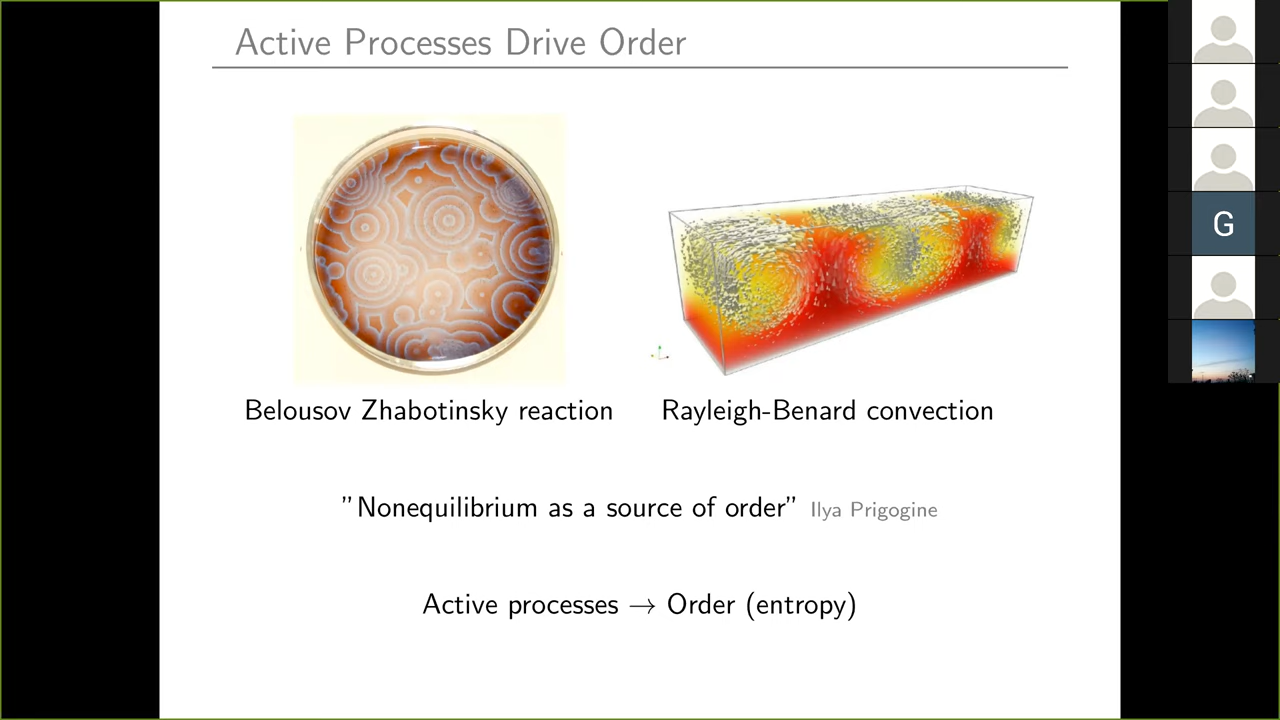 Active Processes Drive Order
G
Belousov Zhabotinsky reaction
Rayleigh-Benard convection
”Nonequilibrium as a source of order” Ilya Prigogine
Active processes → Order (entropy)